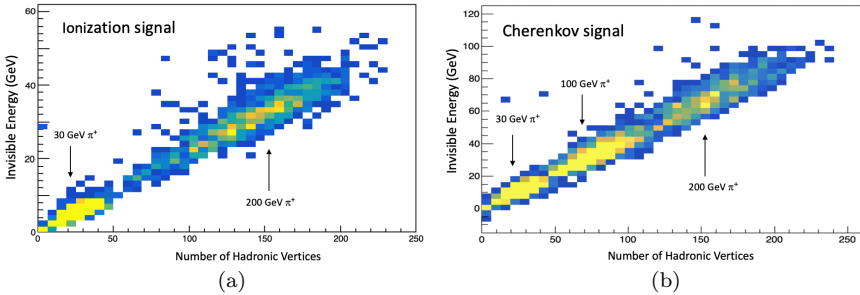 Ionization signal
60
40
20
0
Invisible Energy (GeV)
30 GeV π⁺
200 GeV π⁺
0 50 100 150 200 250
Number of Hadronic Vertices
(a)
Cherenkov signal
120
100
80
60
40
20
0
Invisible Energy (GeV)
100 GeV π⁺
30 GeV π⁺
200 GeV π⁺
0 50 100 150 200 250
Number of Hadronic Vertices
(b)